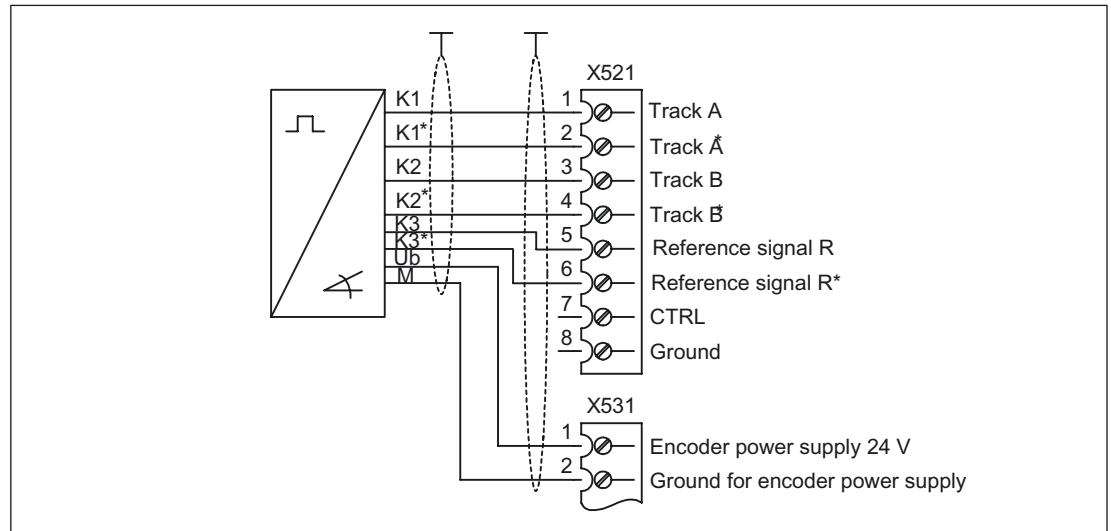 X521
K1 1 Track A
K1* 2 Track A*
K2 3 Track B
K2* 4 Track B*
K3 5 Reference signal R
K3* 6 Reference signal R*
Ub
M
7 CTRL
8 Ground
X531
1 Encoder power supply 24 V
2 Ground for encoder power supply